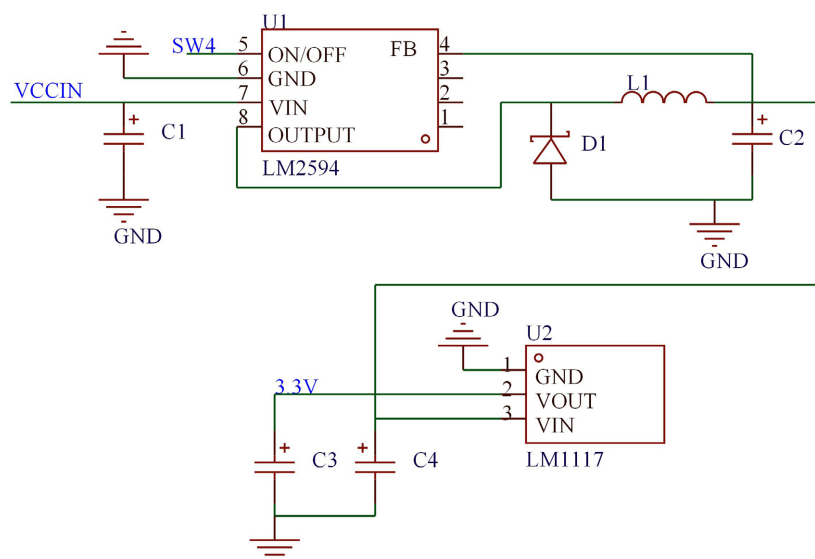 U1
SW4 5 ON/OFF FB 4
6 GND 3
VCCIN 7 VIN 2
8 OUTPUT 1
LM2594
C1
GND
L1
D1
C2
GND
GND
U2
1 GND
3.3V 2 VOUT
3 VIN
LM1117
C3
C4